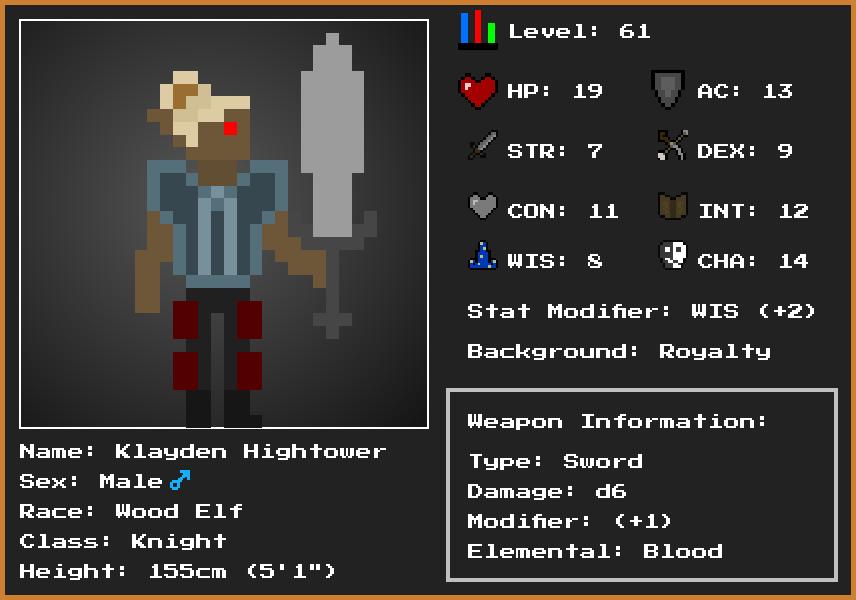 Level: 61
HP: 19
AC: 13
STR: 7
DEX: 9
CON: 11
INT: 12
WIS: 8
CHA: 14
Stat Modifier: WIS (+2)
Background: Royalty
Weapon Information:
Type: Sword
Damage: d6
Modifier: (+1)
Elemental: Blood
Name: Klayden Hightower
Sex: Male ♂
Race: Wood Elf
Class: Knight
Height: 155cm (5'1")